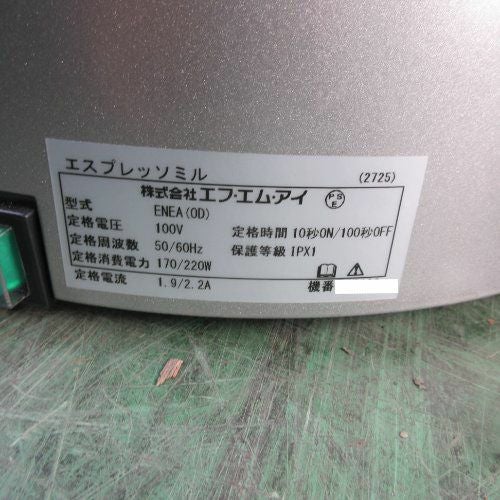 エスプレッソミル (2725)
株式会社エフ・エム・アイ PSE
型式 ENEA(OD)
定格電圧 100V 定格時間 10秒ON/100秒OFF
定格周波数 50/60Hz 保護等級 IPX1
定格消費電力 170/220W
定格電流 1.9/2.2A 機番